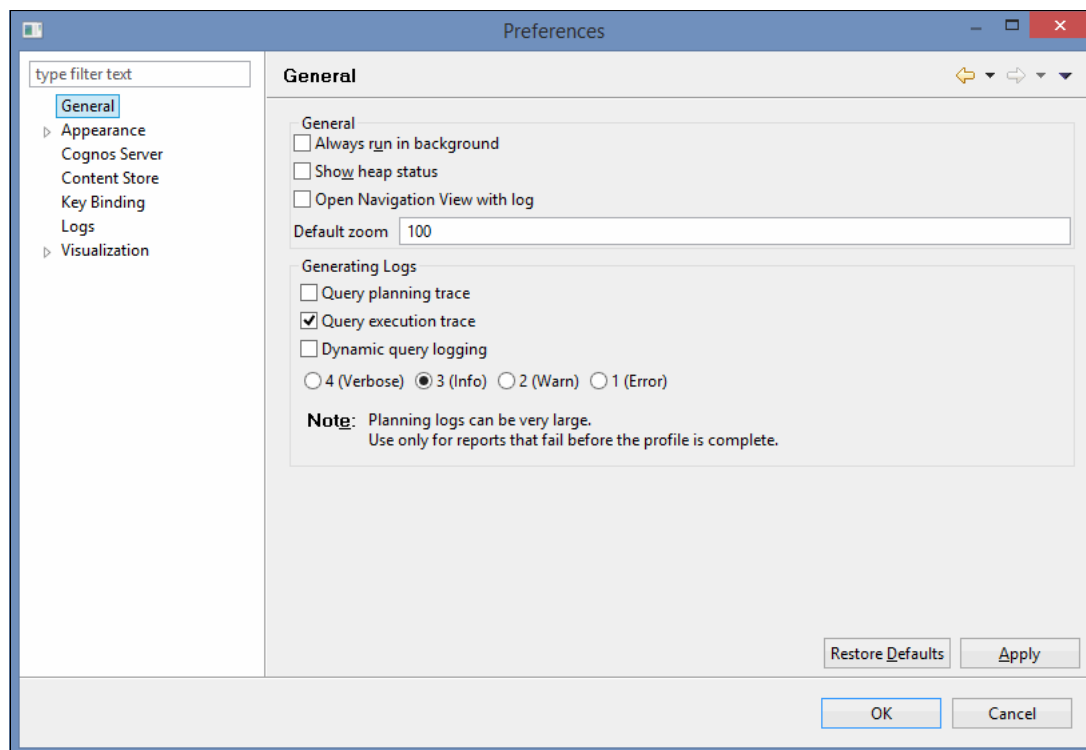 Preferences
type filter text
General
Appearance
Cognos Server
Content Store
Key Binding
Logs
Visualization
General
General
Always run in background
Show heap status
Open Navigation View with log
Default zoom 100
Generating Logs
Query planning trace
Query execution trace
Dynamic query logging
4 (Verbose) 3 (Info) 2 (Warn) 1 (Error)
Note: Planning logs can be very large.
Use only for reports that fail before the profile is complete.
Restore Defaults Apply
OK Cancel